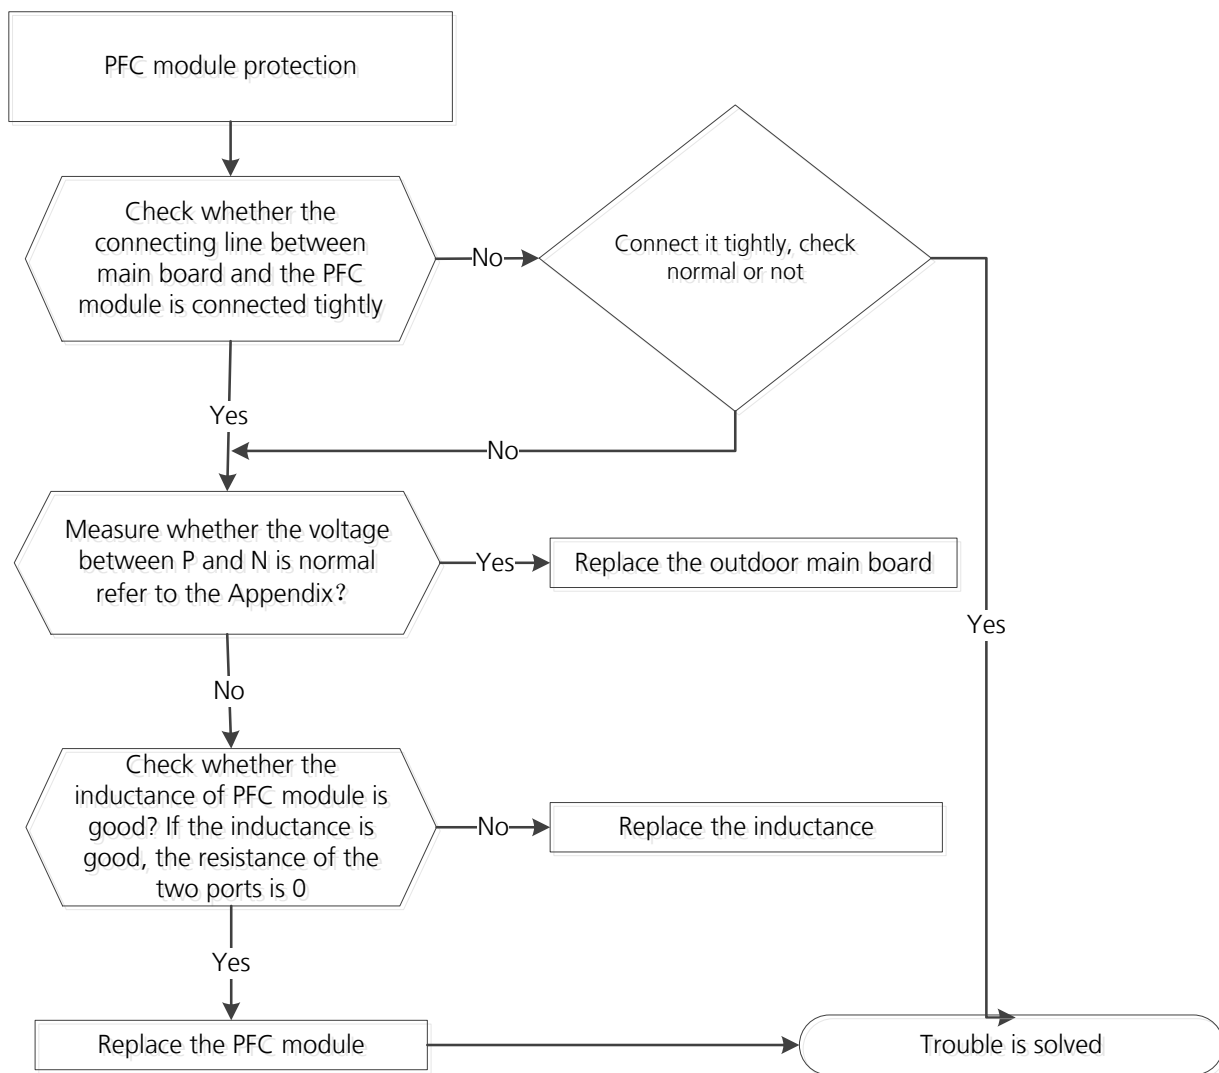 PFC module protection
Check whether the
connecting line between
main board and the PFC
module is connected tightly
No
Connect it tightly, check
normal or not
Yes
No
Measure whether the voltage
between P and N is normal
refer to the Appendix?
Yes
Replace the outdoor main board
Yes
No
Check whether the
inductance of PFC module is
good? If the inductance is
good, the resistance of the
two ports is 0
No
Replace the inductance
Yes
Replace the PFC module
Trouble is solved